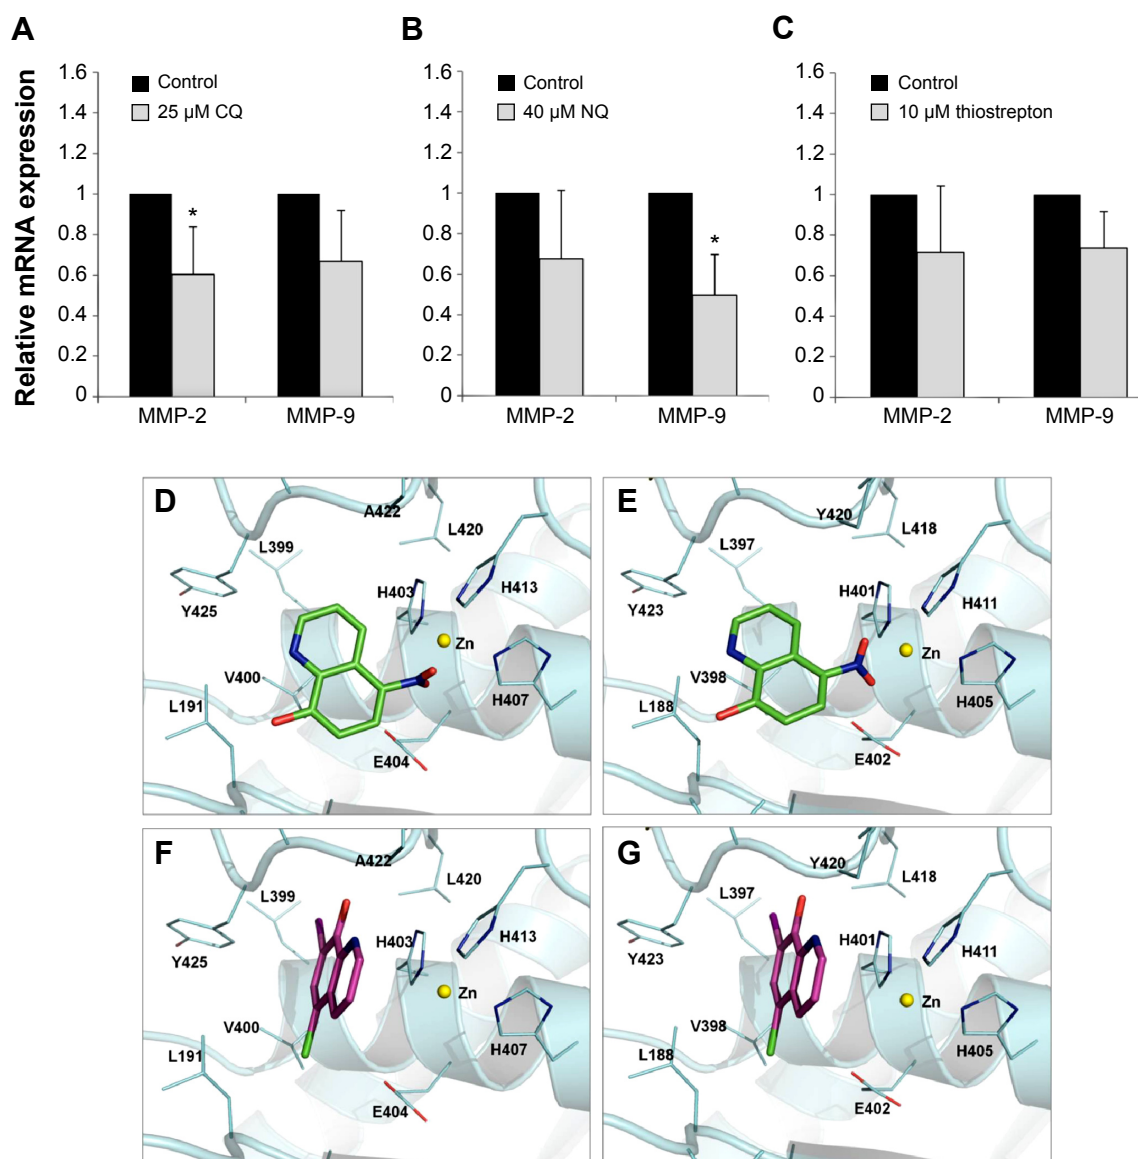 A
B
C
Relative mRNA expression
1.6
1.4
1.2
1
0.8
0.6
0.4
0.2
0
Control
25 µM CQ
*
MMP-2
MMP-9
1.6
1.4
1.2
1
0.8
0.6
0.4
0.2
0
Control
40 µM NQ
*
MMP-2
MMP-9
1.6
1.4
1.2
1
0.8
0.6
0.4
0.2
0
Control
10 µM thiostrepton
MMP-2
MMP-9
D
A422
L420
L399
H403
H413
Y425
Zn
V400
H407
L191
E404
E
Y420
L418
L397
H401
H411
Y423
Zn
V398
H405
L188
E402
F
A422
L420
L399
H403
H413
Y425
Zn
V400
H407
L191
E404
G
Y420
L418
L397
H401
H411
Y423
Zn
V398
H405
L188
E402